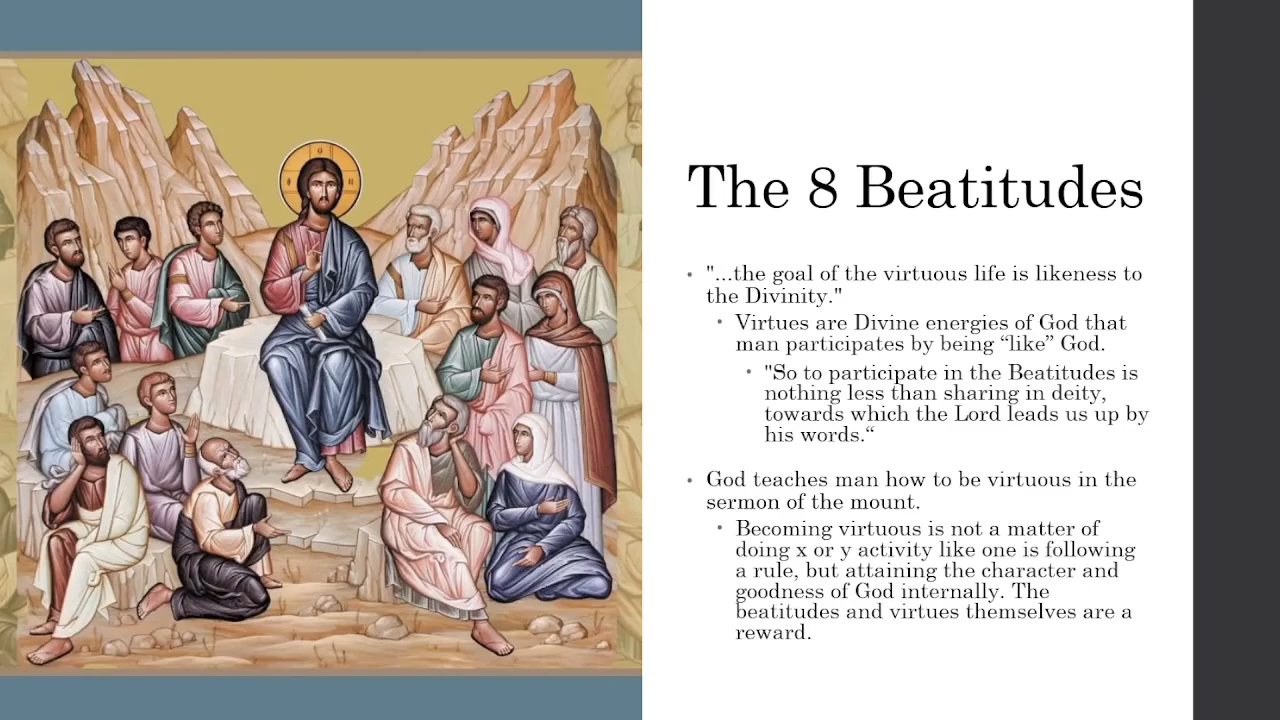 The 8 Beatitudes
• "...the goal of the virtuous life is likeness to
the Divinity."
• Virtues are Divine energies of God that
man participates by being “like” God.
• "So to participate in the Beatitudes is
nothing less than sharing in deity,
towards which the Lord leads us up by
his words.“
• God teaches man how to be virtuous in the
sermon of the mount.
• Becoming virtuous is not a matter of
doing x or y activity like one is following
a rule, but attaining the character and
goodness of God internally. The
beatitudes and virtues themselves are a
reward.